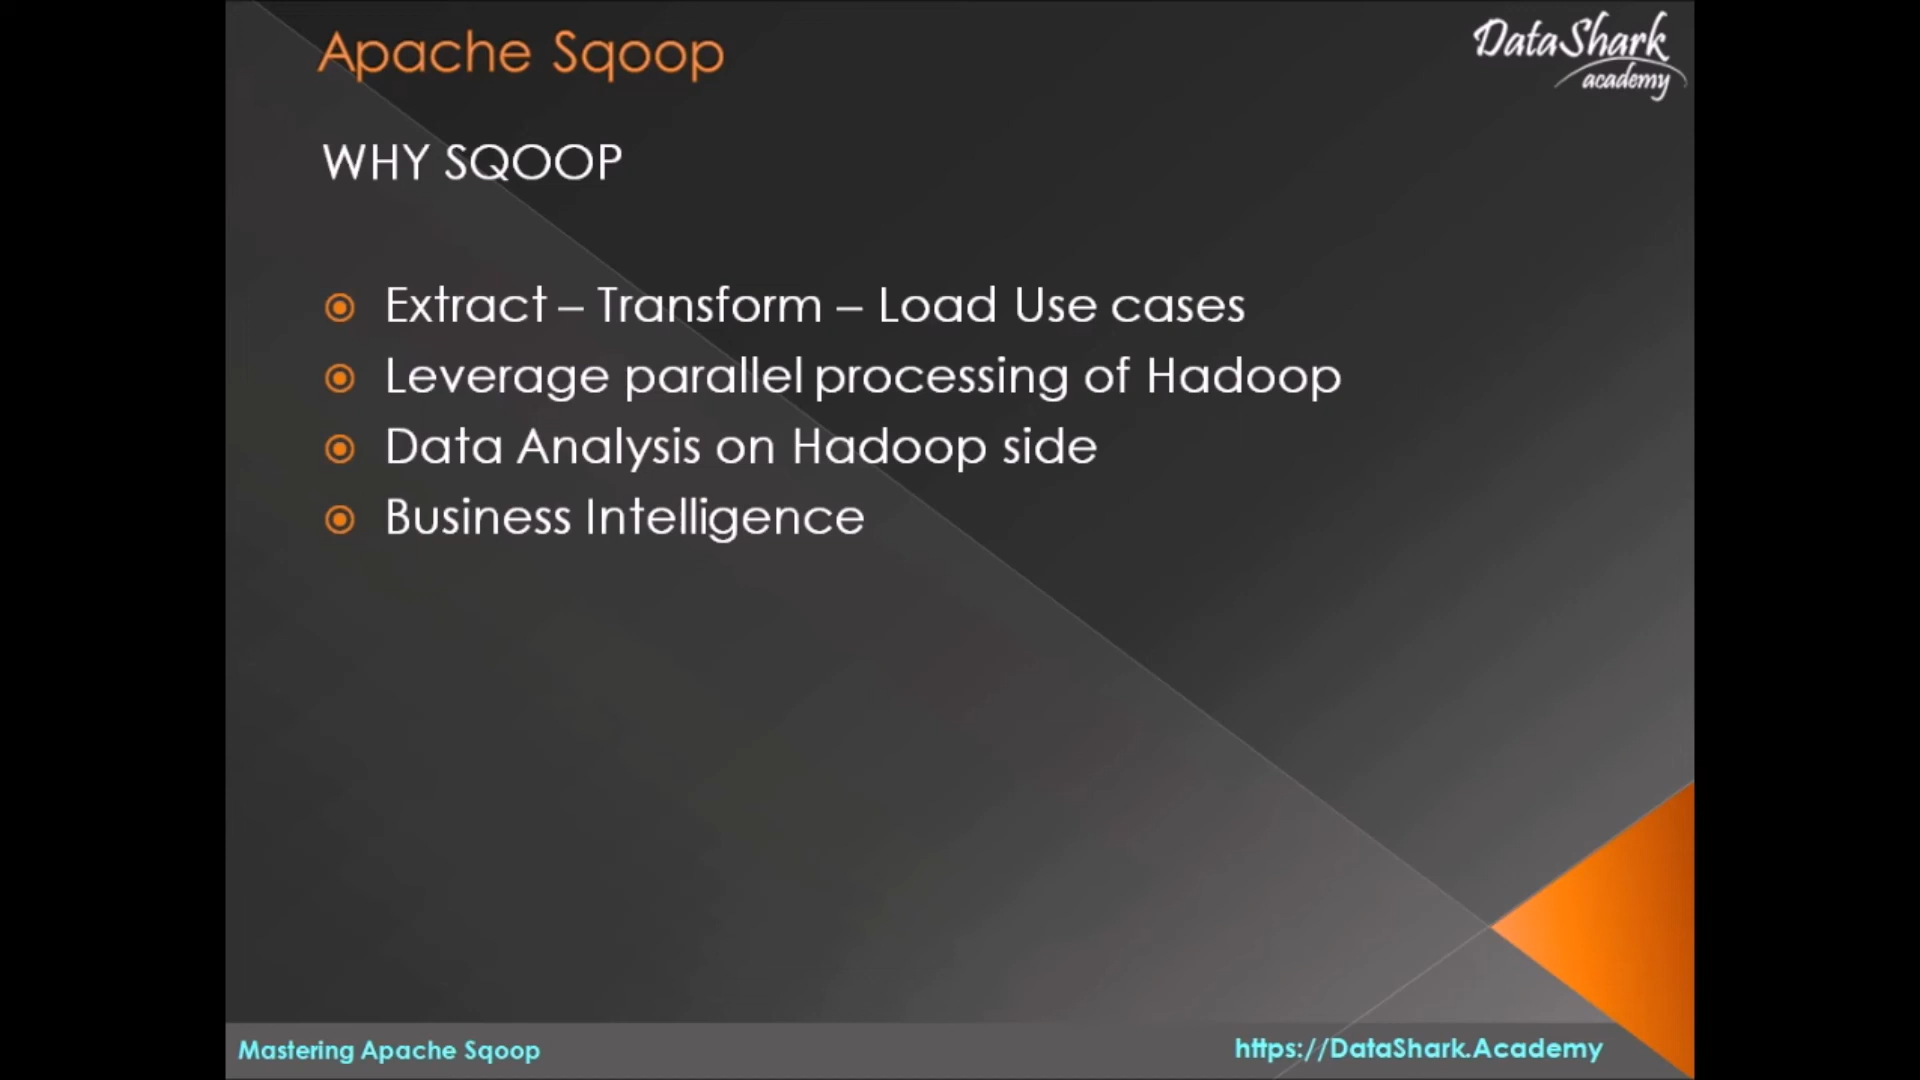 Apache Sqoop
DataShark
academy
WHY SQOOP
Extract – Transform – Load Use cases
Leverage parallel processing of Hadoop
Data Analysis on Hadoop side
Business Intelligence
Mastering Apache Sqoop
https://DataShark.Academy